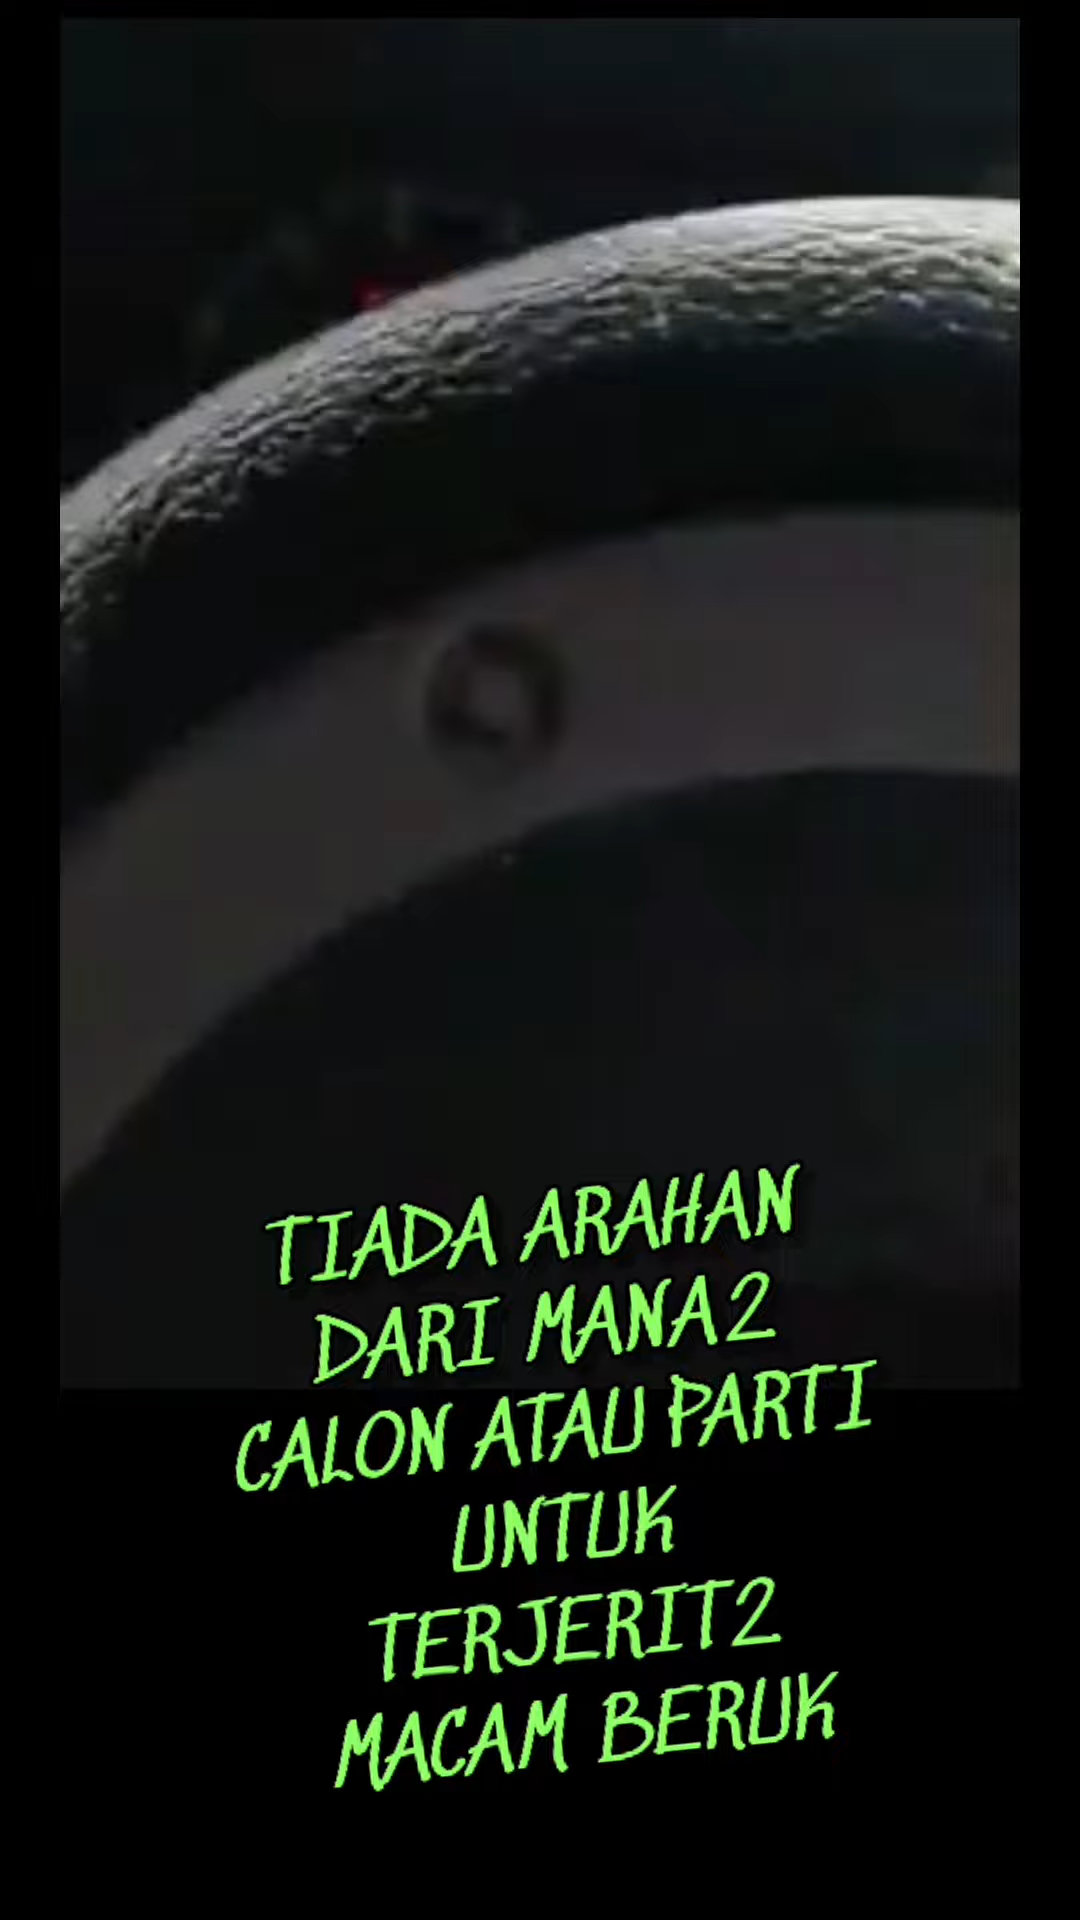 TIADA ARAHAN
DARI MANA2
CALON ATAU PARTI
UNTUK
TERJERIT2
MACAM BERUK